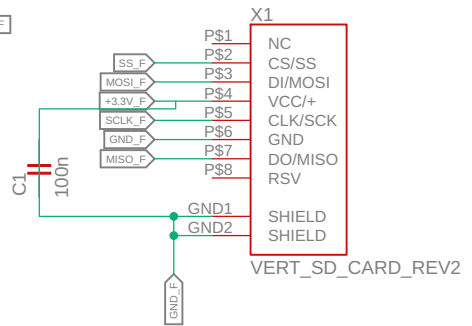 X1
P$1 NC
SS_F P$2 CS/SS
MOSI_F P$3 DI/MOSI
+3.3V_F P$4 VCC/+
SCLK_F P$5 CLK/SCK
GND_F P$6 GND
MISO_F P$7 DO/MISO
P$8 RSV
C1
100n
GND1 SHIELD
GND2 SHIELD
VERT_SD_CARD_REV2
GND_F